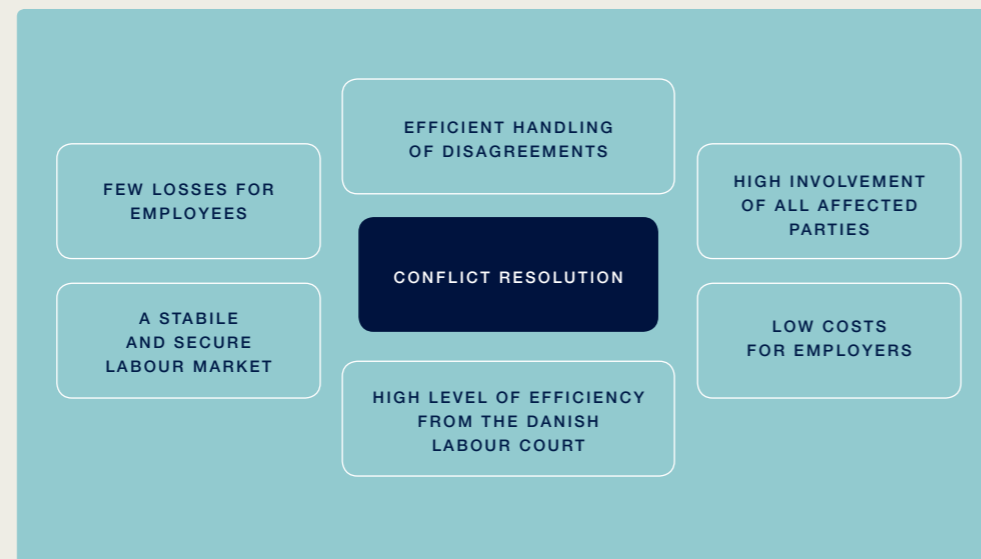 EFFICIENT HANDLING
OF DISAGREEMENTS
FEW LOSSES FOR
EMPLOYEES
HIGH INVOLVEMENT
OF ALL AFFECTED
PARTIES
CONFLICT RESOLUTION
A STABILE
AND SECURE
LABOUR MARKET
LOW COSTS
FOR EMPLOYERS
HIGH LEVEL OF EFFICIENCY
FROM THE DANISH
LABOUR COURT